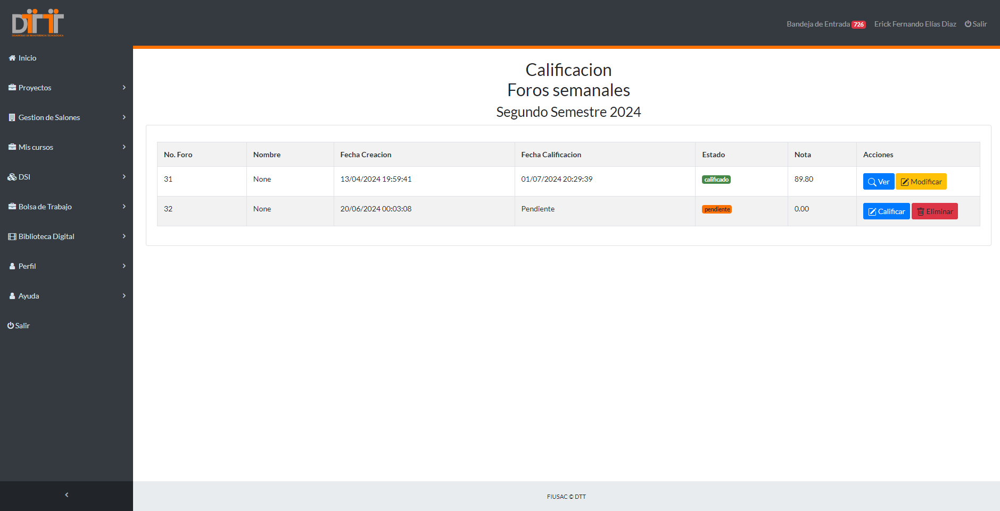 DTT
DESARROLLO DE TRANSFERENCIA TECNOLÓGICA
Bandeja de Entrada 726 Erick Fernando Elías Diaz Salir
Inicio
Proyectos
Gestion de Salones
Mis cursos
DSI
Bolsa de Trabajo
Biblioteca Digital
Perfil
Ayuda
Salir
Calificacion
Foros semanales
Segundo Semestre 2024
No. Foro Nombre Fecha Creacion Fecha Calificacion Estado Nota Acciones
31 None 13/04/2024 19:59:41 01/07/2024 20:29:39 calificado 89.80 Ver Modificar
32 None 20/06/2024 00:03:08 Pendiente pendiente 0.00 Calificar Eliminar
FIUSAC © DTT